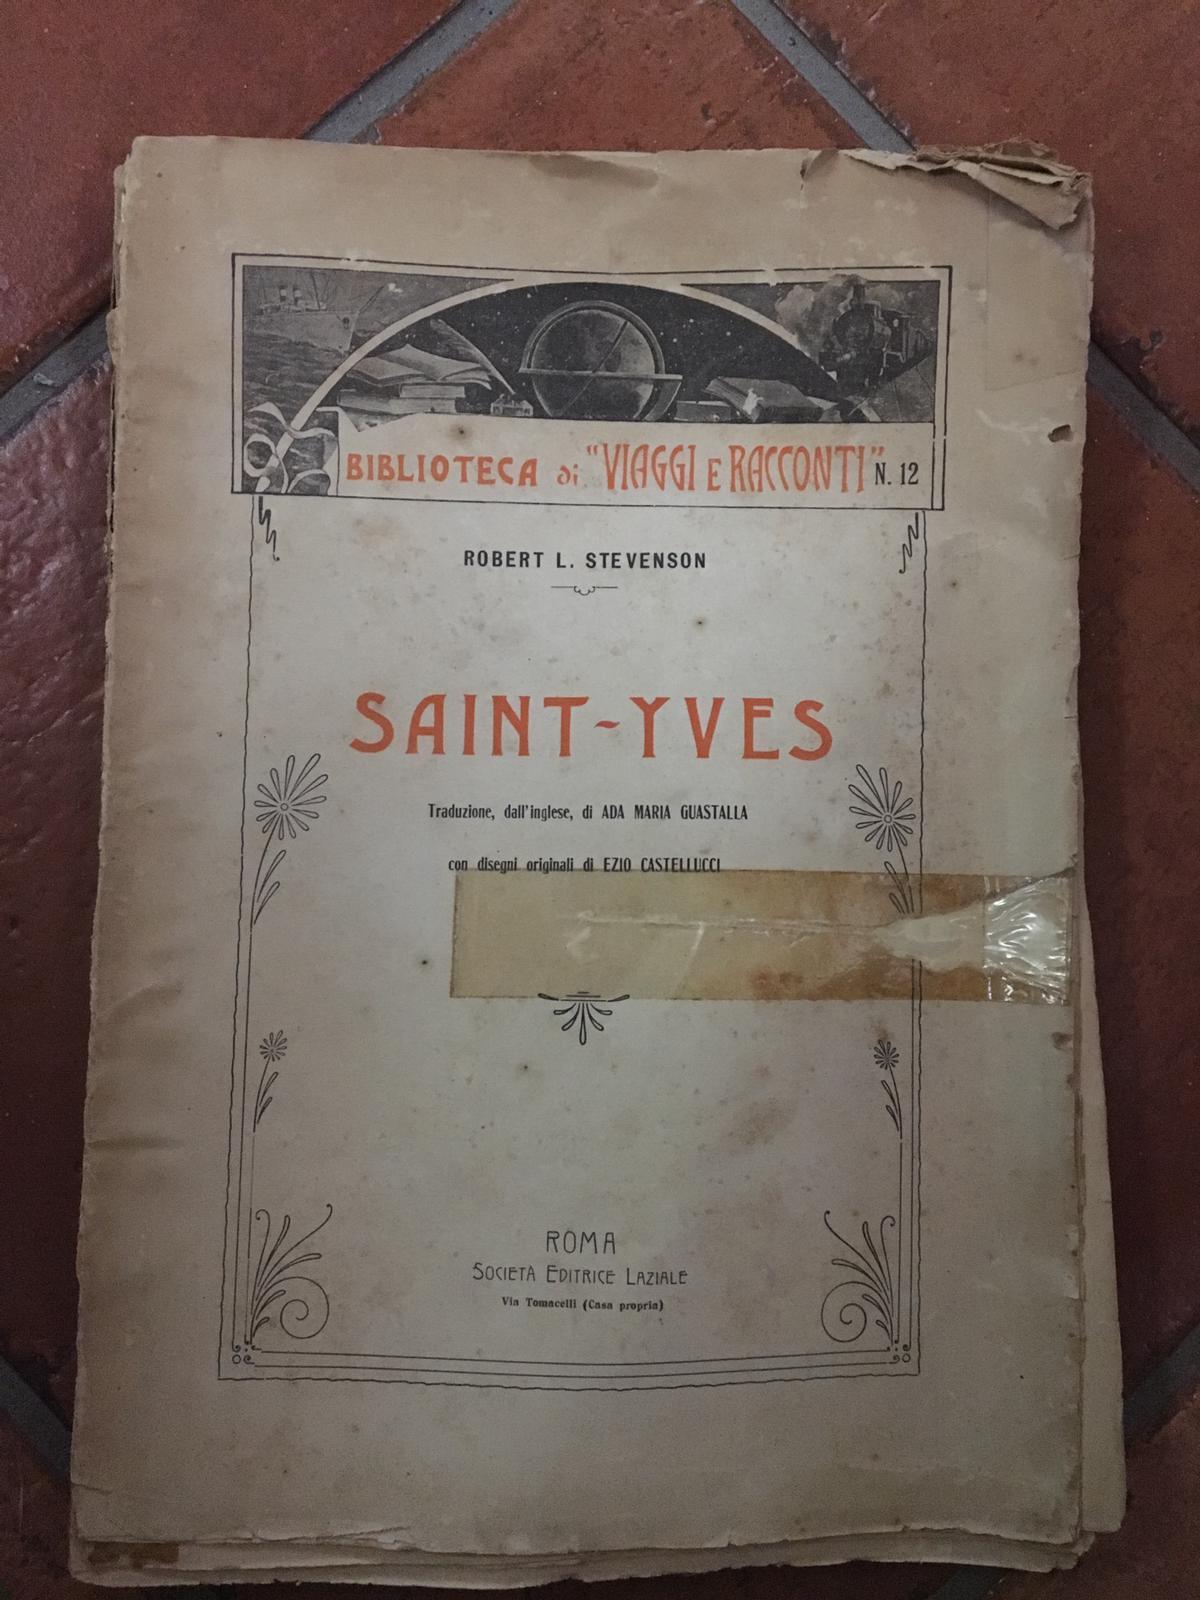 BIBLIOTECA di "VIAGGI E RACCONTI" N. 12
ROBERT L. STEVENSON
SAINT-YVES
Traduzione, dall'inglese, di ADA MARIA GUASTALLA
con disegni originali di EZIO CASTELLUCCI
ROMA
SOCIETÀ EDITRICE LAZIALE
Via Tomacelli (Casa propria)